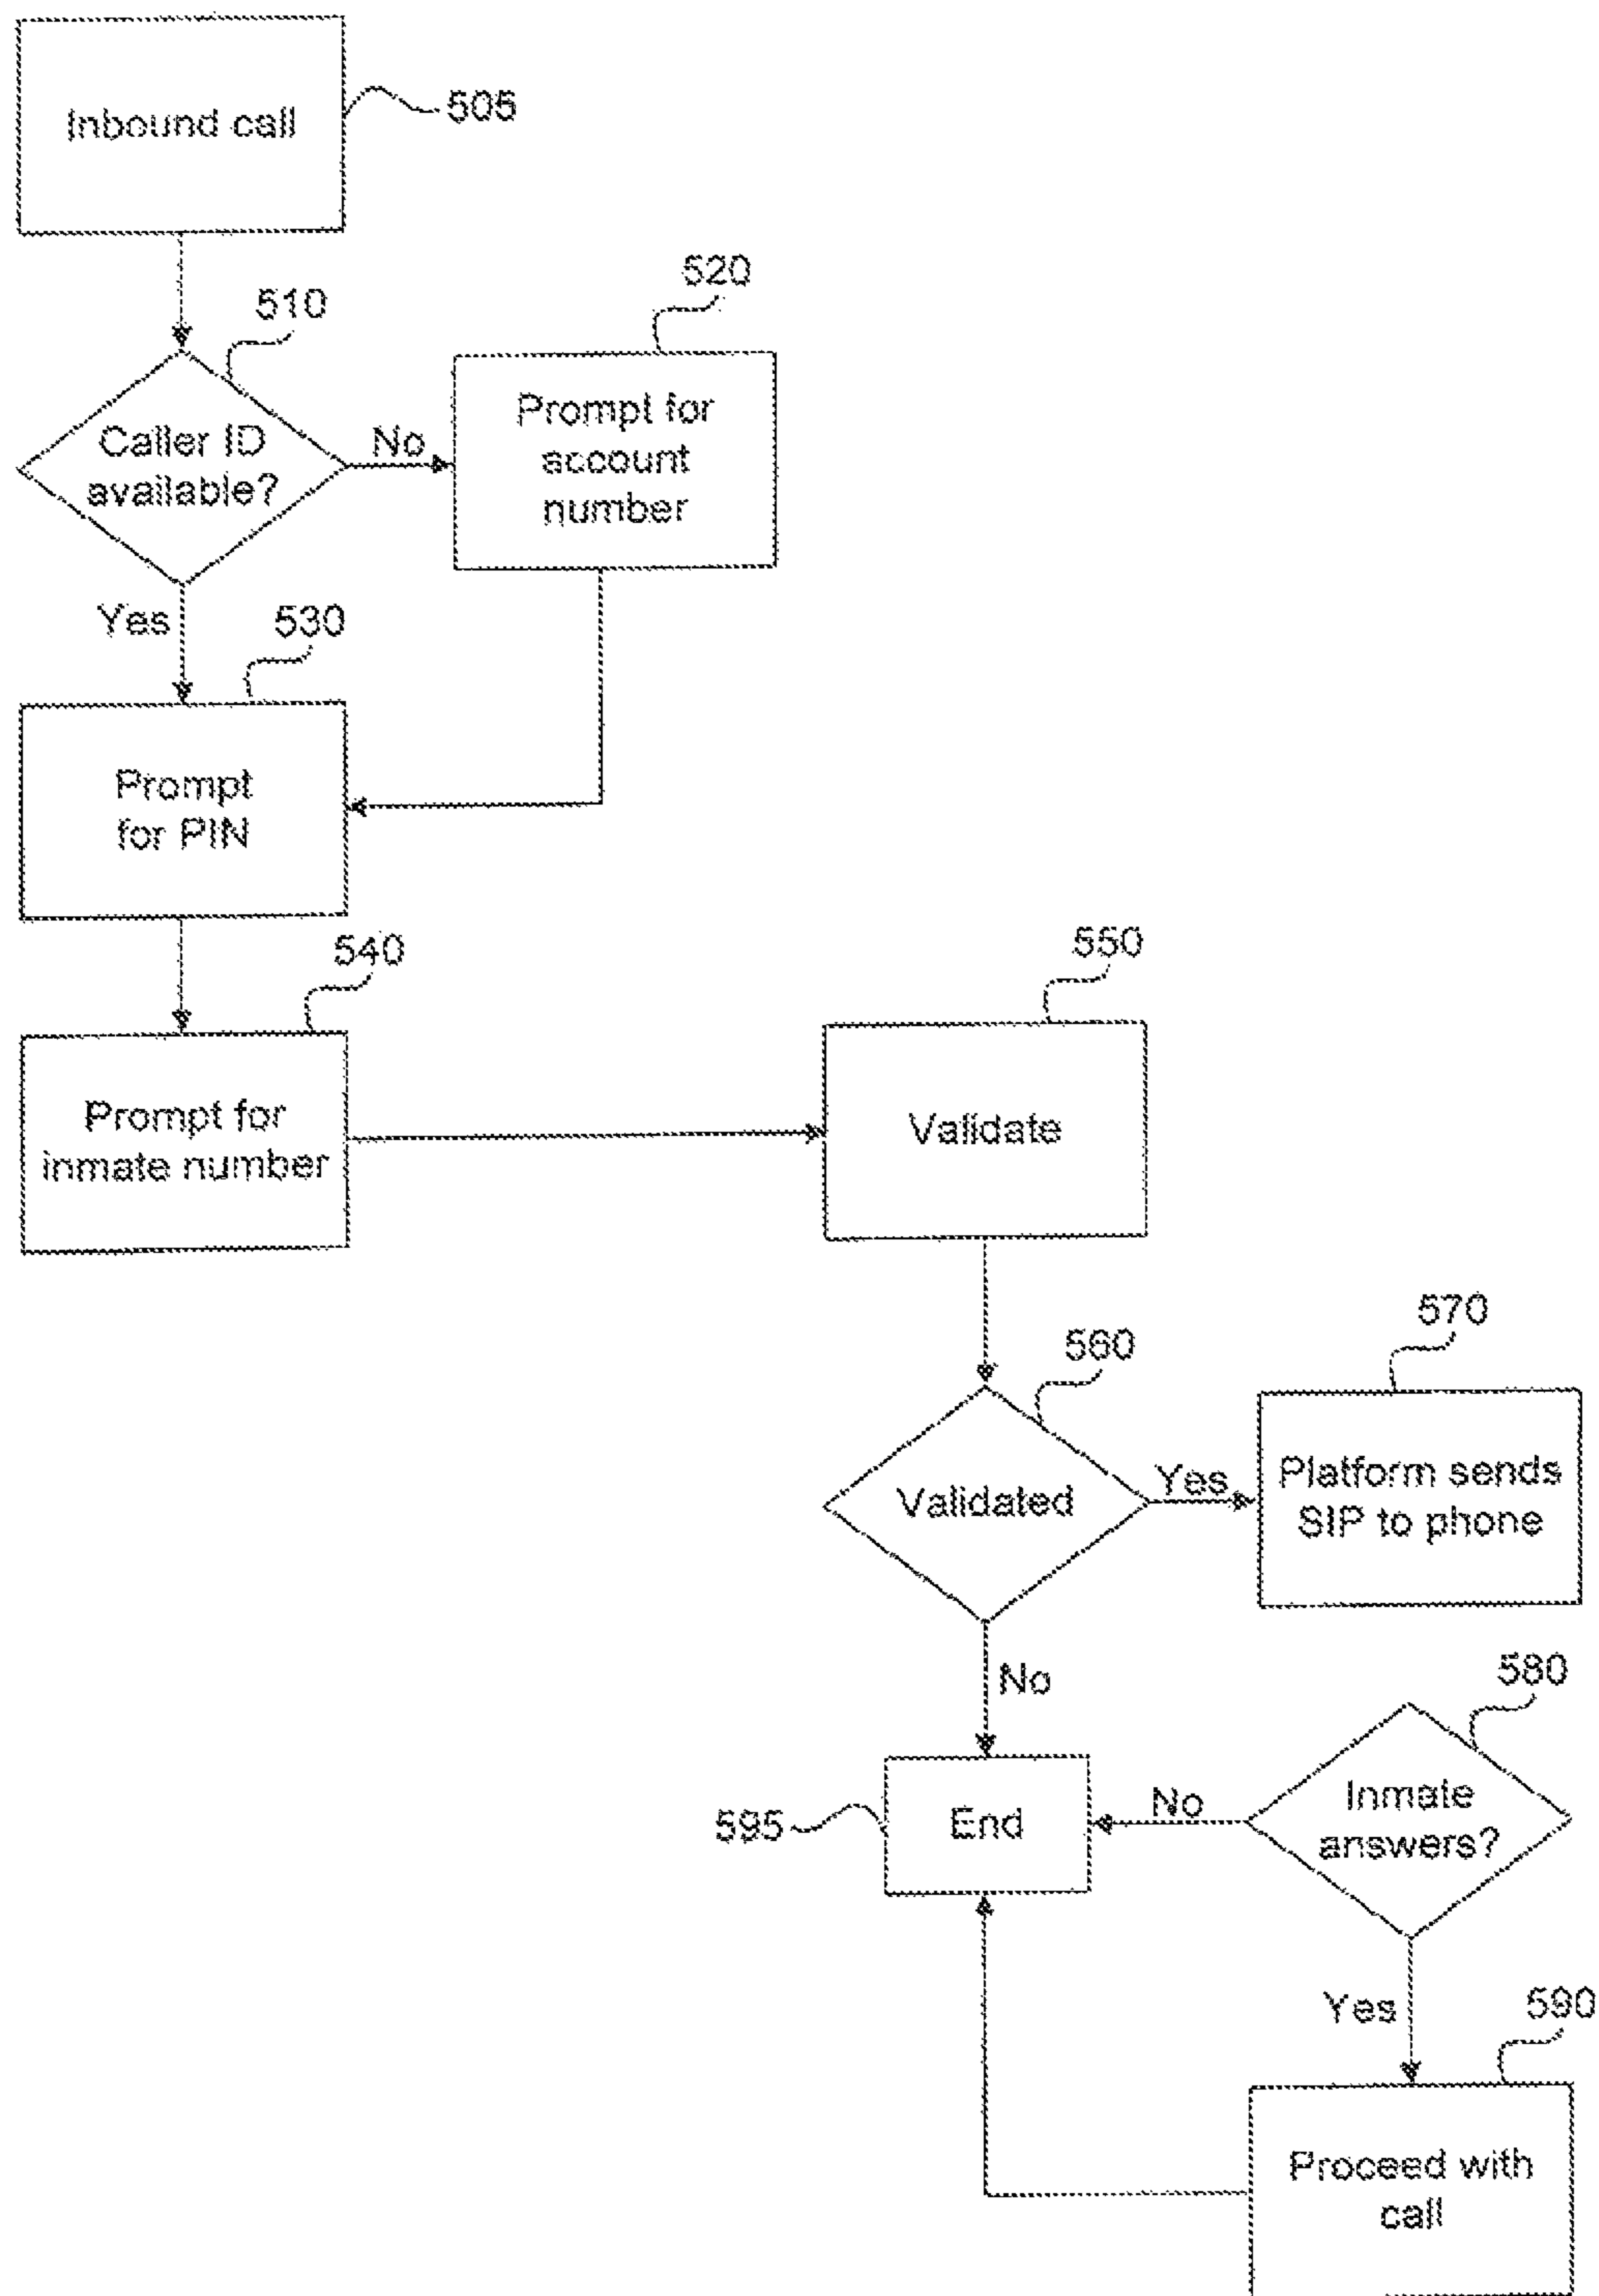 Inbound call
505
510
Caller ID
available?
No
520
Prompt for
account
number
Yes
530
Prompt
for PIN
540
Prompt for
inmate number
550
Validate
560
Validated
Yes
570
Platform sends
SIP to phone
No
580
Inmate
answers?
No
595
End
Yes
590
Proceed with
call